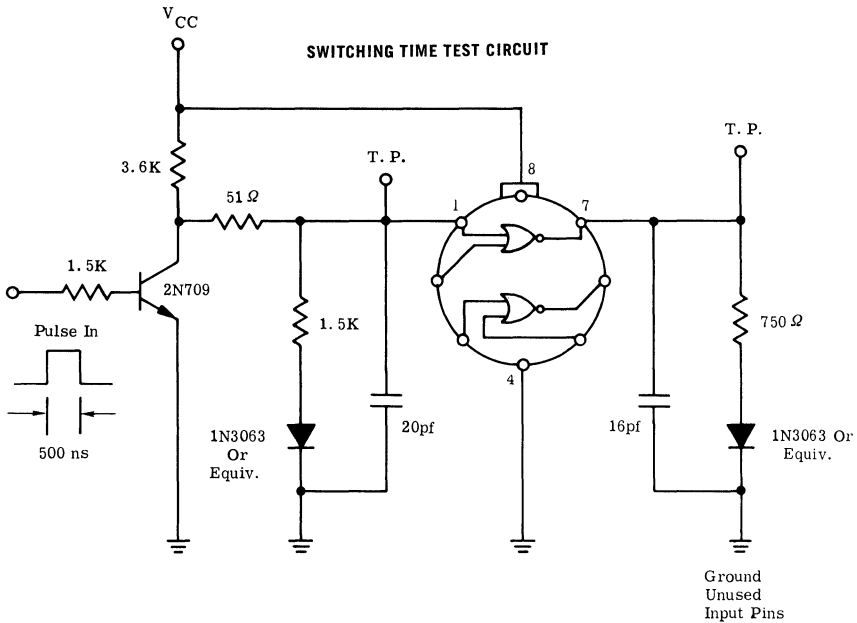 V CC
SWITCHING TIME TEST CIRCUIT
T. P.
3.6K
T. P.
8
51 Ω
1
7
1.5K
2N709
Pulse In
1.5K
750 Ω
4
500 ns
1N3063
Or
Equiv.
20pf
16pf
1N3063 Or
Equiv.
Ground
Unused
Input Pins